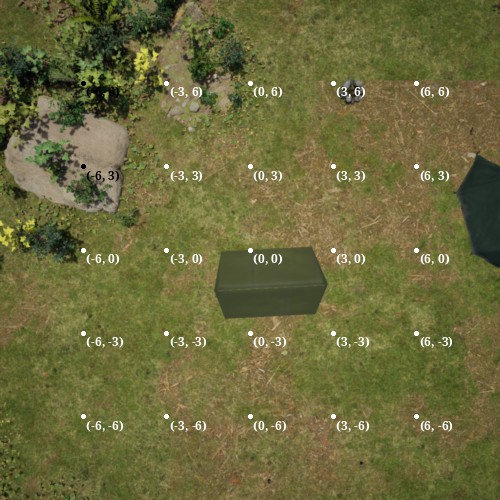 (-3, 6) (0, 6) (3, 6) (6, 6)
(-6, 3) (-3, 3) (0, 3) (3, 3) (6, 3)
(-6, 0) (-3, 0) (0, 0) (3, 0) (6, 0)
(-6, -3) (-3, -3) (0, -3) (3, -3) (6, -3)
(-6, -6) (-3, -6) (0, -6) (3, -6) (6, -6)